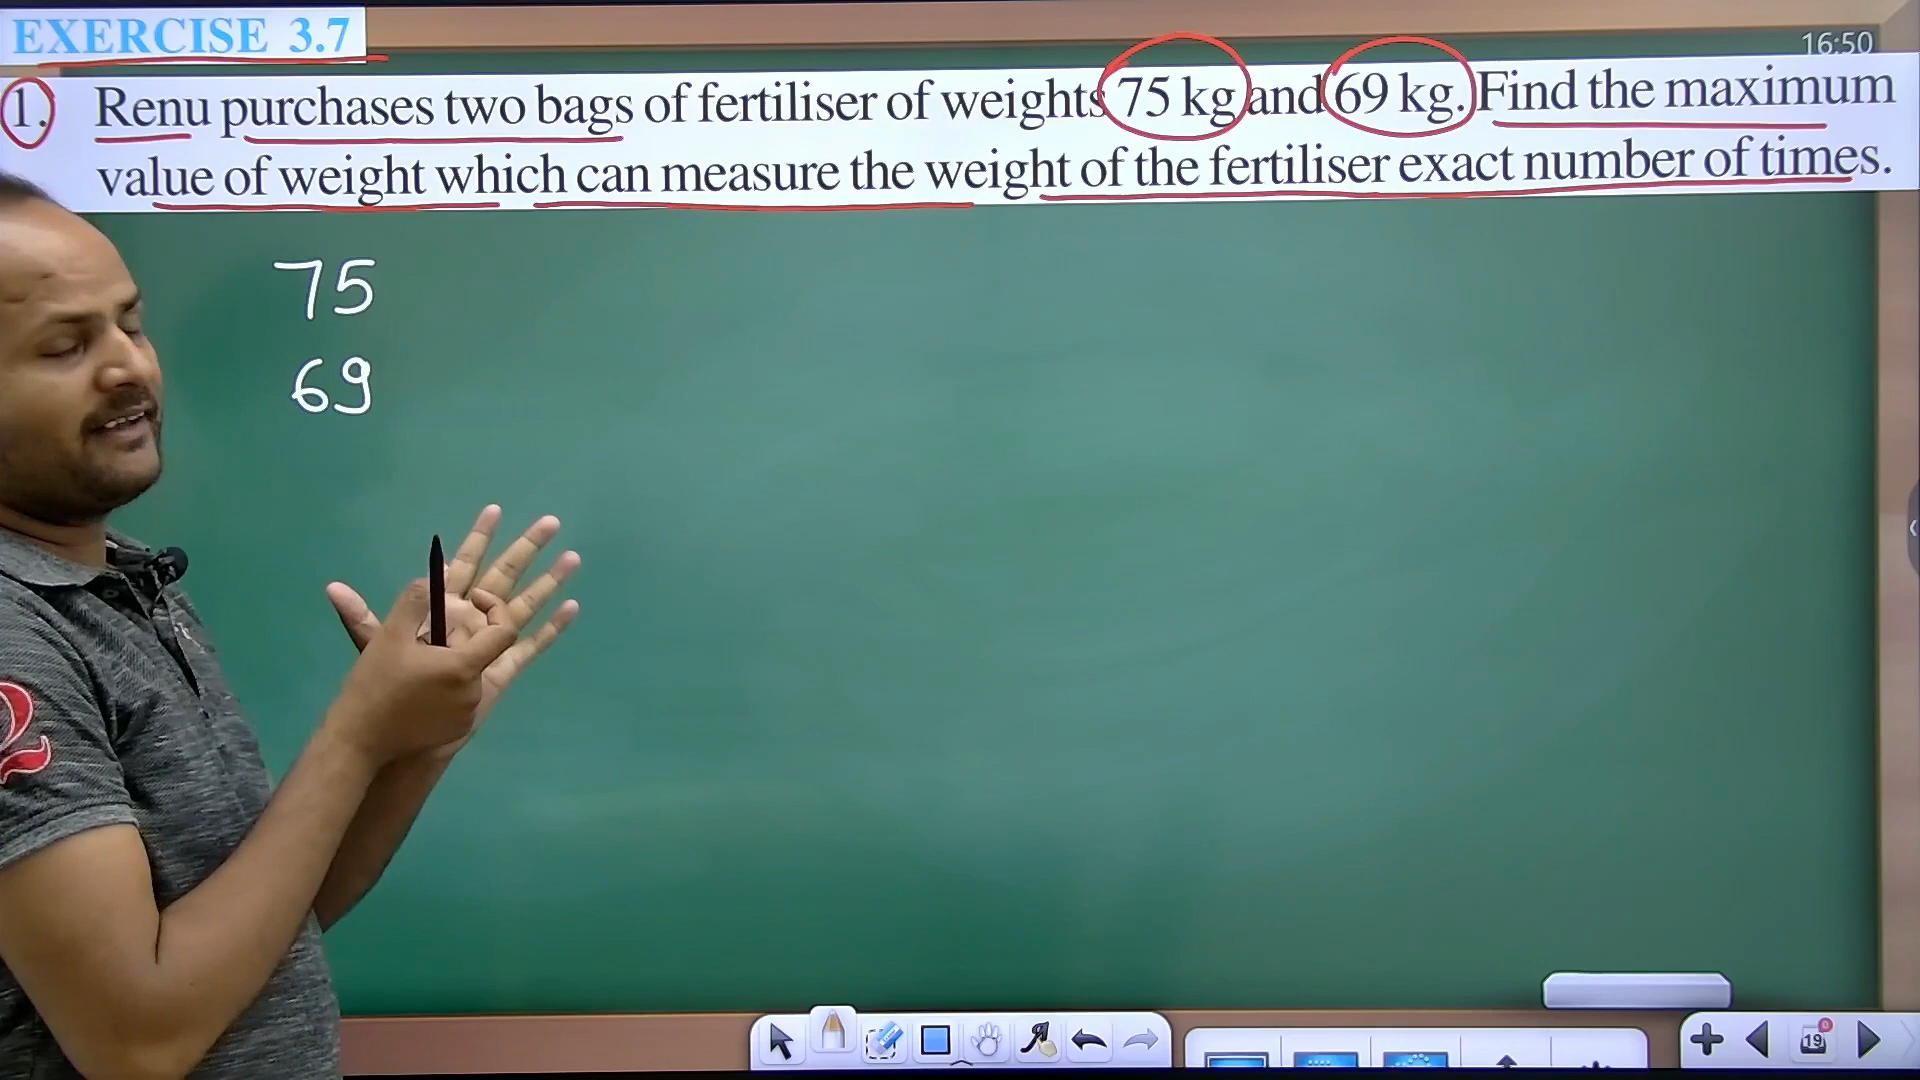 EXERCISE 3.7
16:50
1. Renu purchases two bags of fertiliser of weights 75 kg and 69 kg. Find the maximum
value of weight which can measure the weight of the fertiliser exact number of times.
75
69
19